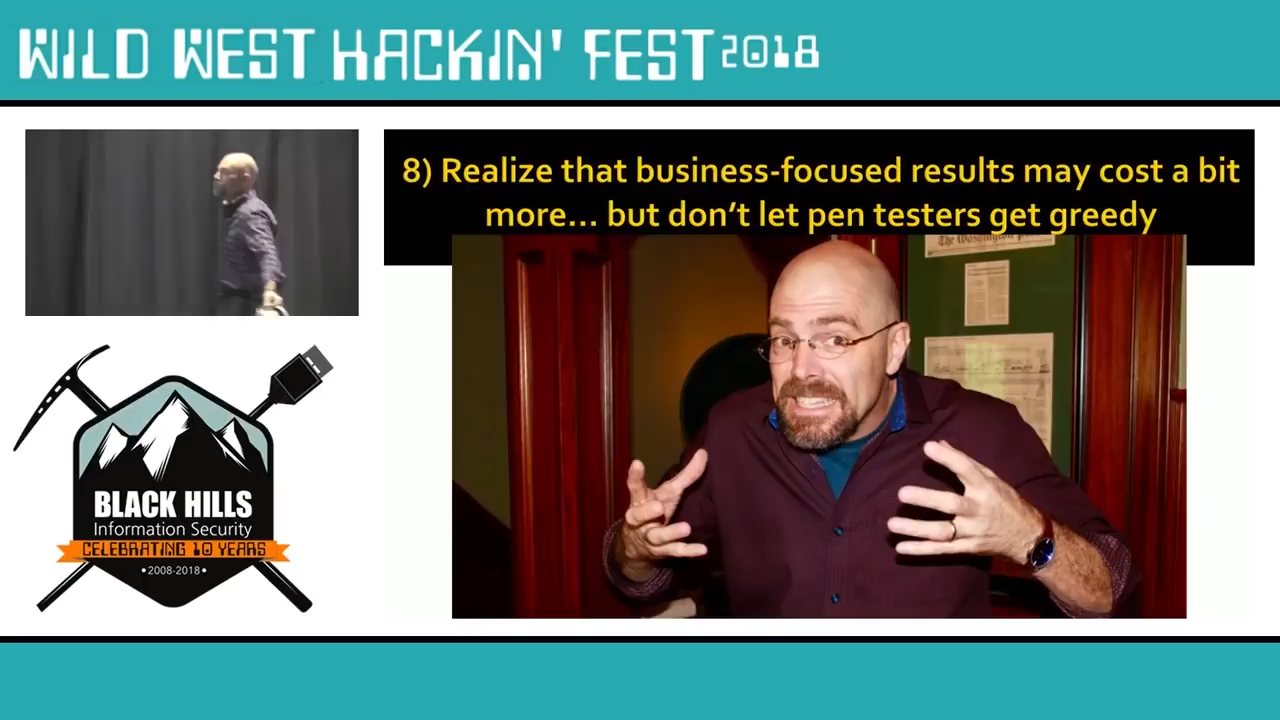 WILD WEST HACKIN' FEST 2018
8) Realize that business-focused results may cost a bit
more... but don't let pen testers get greedy
BLACK HILLS
Information Security
CELEBRATING 10 YEARS
•2008-2018•